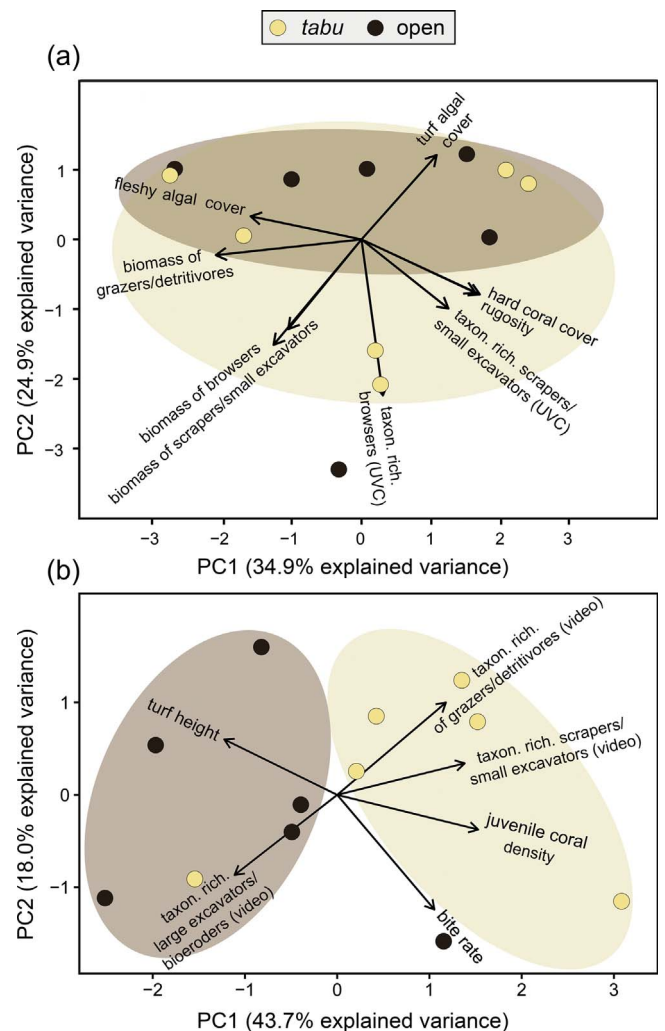 tabu open
(a)
turf algal
cover
fleshy algal cover
biomass of
grazers/detritivores
hard coral cover
rugosity
taxon. rich. scrapers/
small excavators (UVC)
biomass of browsers
biomass of scrapers/small excavators
taxon. rich.
browsers (UVC)
PC2 (24.9% explained variance)
1
0
−1
−2
−3
−3 −2 −1 0 1 2 3
PC1 (34.9% explained variance)
(b)
taxon. rich.
of grazers/detritivores (video)
turf height
taxon. rich. scrapers/
small excavators (video)
juvenile coral
density
taxon. rich.
large excavators/
bioeroders (video)
bite rate
PC2 (18.0% explained variance)
1
0
−1
−2 −1 0 1 2 3
PC1 (43.7% explained variance)